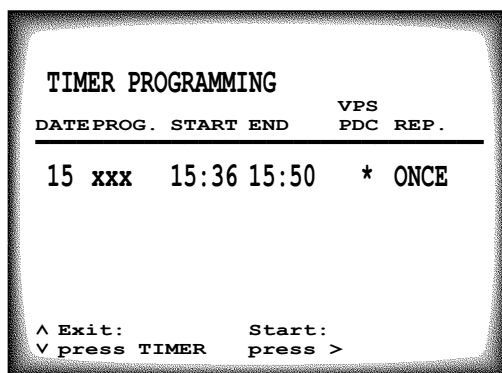 TIMER PROGRAMMING
VPS
DATE PROG. START END PDC REP.
15 xxx 15:36 15:50 * ONCE
^ Exit: Start:
v press TIMER press >